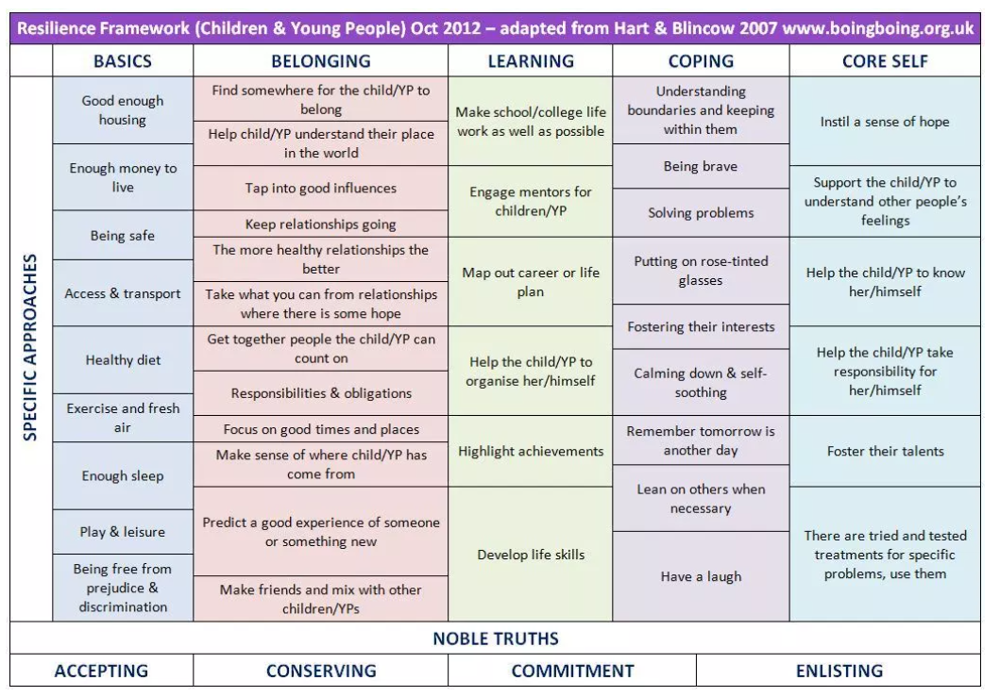 Resilience Framework (Children & Young People) Oct 2012 – adapted from Hart & Blincow 2007 www.boingboing.org.uk
BASICS
BELONGING
LEARNING
COPING
CORE SELF
SPECIFIC APPROACHES
Good enough
housing
Enough money to
live
Being safe
Access & transport
Healthy diet
Exercise and fresh
air
Enough sleep
Play & leisure
Being free from
prejudice &
discrimination
Find somewhere for the child/YP to
belong
Help child/YP understand their place
in the world
Tap into good influences
Keep relationships going
The more healthy relationships the
better
Take what you can from relationships
where there is some hope
Get together people the child/YP can
count on
Responsibilities & obligations
Focus on good times and places
Make sense of where child/YP has
come from
Predict a good experience of someone
or something new
Make friends and mix with other
children/YPs
Make school/college life
work as well as possible
Engage mentors for
children/YP
Map out career or life
plan
Help the child/YP to
organise her/himself
Highlight achievements
Develop life skills
Understanding
boundaries and keeping
within them
Being brave
Solving problems
Putting on rose-tinted
glasses
Fostering their interests
Calming down & self-
soothing
Remember tomorrow is
another day
Lean on others when
necessary
Have a laugh
Instil a sense of hope
Support the child/YP to
understand other people's
feelings
Help the child/YP to know
her/himself
Help the child/YP take
responsibility for
her/himself
Foster their talents
There are tried and tested
treatments for specific
problems, use them
NOBLE TRUTHS
ACCEPTING
CONSERVING
COMMITMENT
ENLISTING